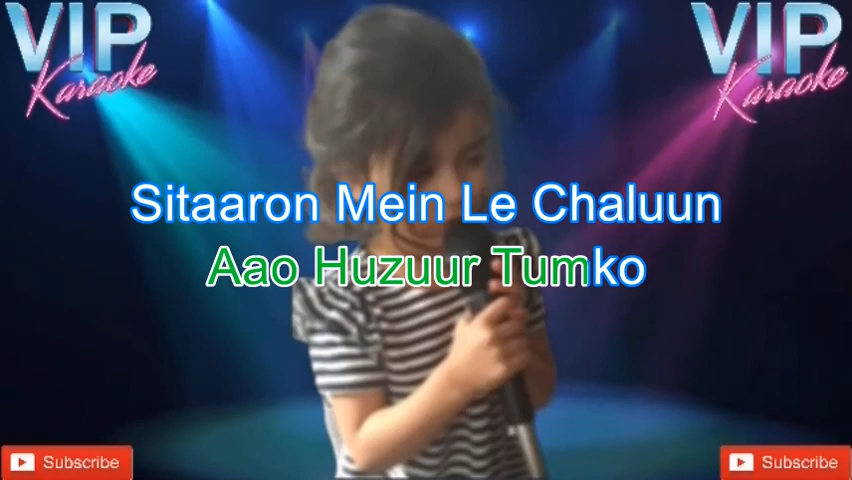 VIP Karaoke
VIP Karaoke
Sitaaron Mein Le Chaluun
Aao Huzuur Tumko
Subscribe
Subscribe